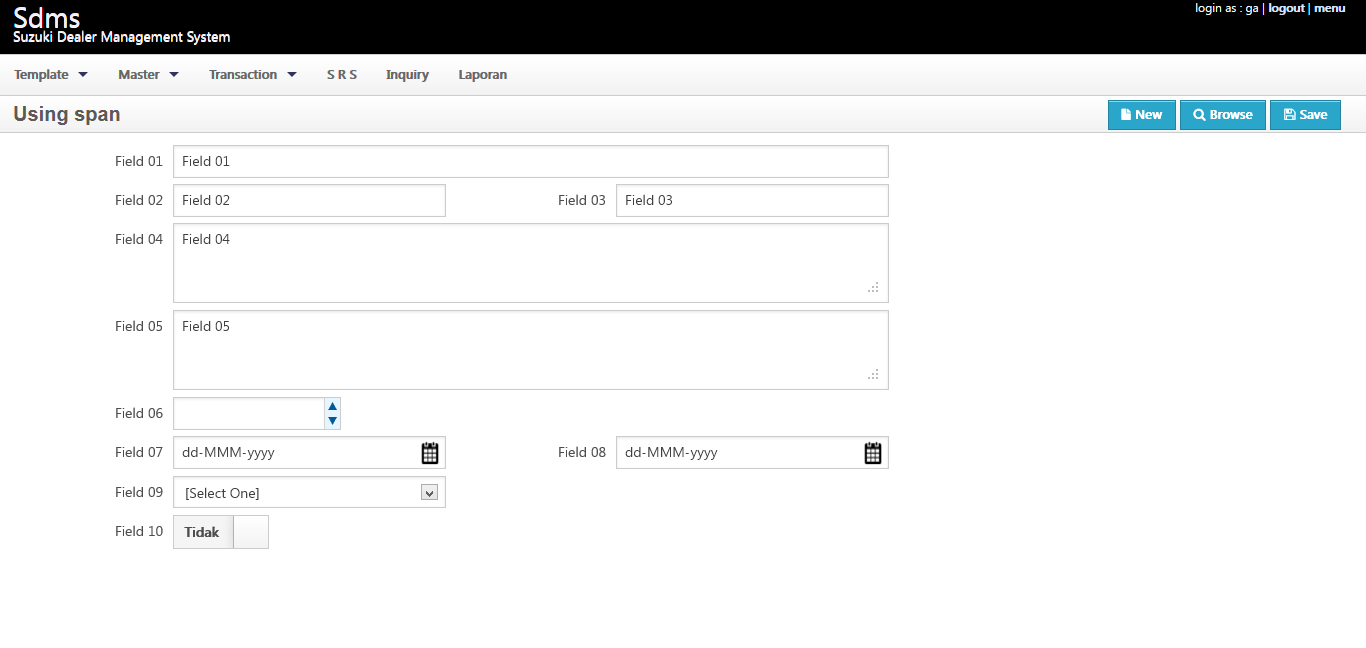 Sdms
login as : ga | logout | menu
Suzuki Dealer Management System
Template Master Transaction S R S Inquiry Laporan
Using span New Browse Save
Field 01 Field 01
Field 02 Field 02 Field 03 Field 03
Field 04 Field 04
Field 05 Field 05
Field 06
Field 07 dd-MMM-yyyy Field 08 dd-MMM-yyyy
Field 09 [Select One]
Field 10 Tidak